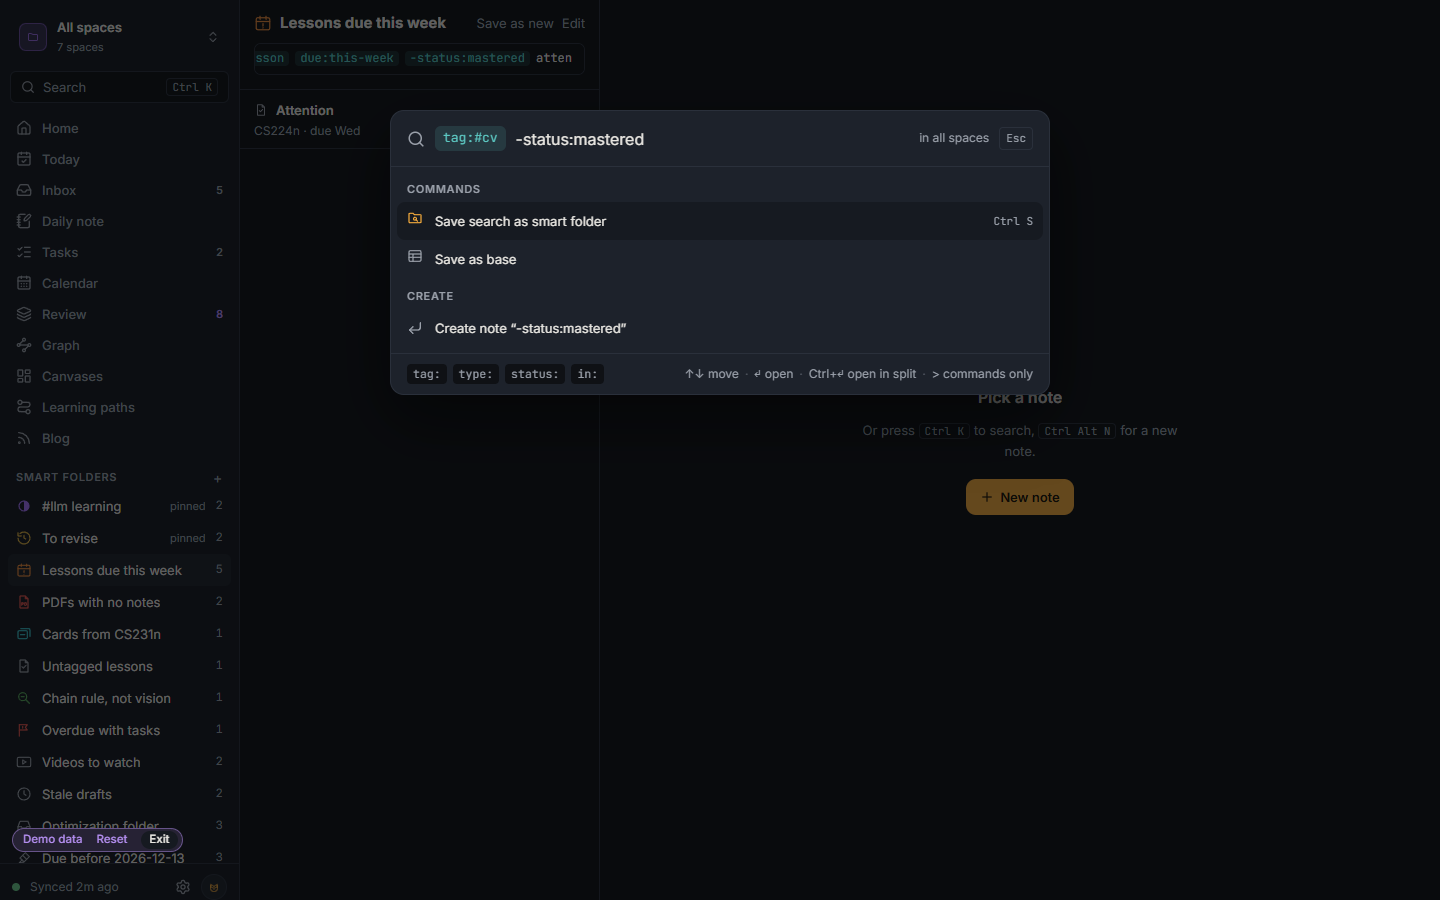 All spaces
7 spaces
Search Ctrl K
Home
Today
Inbox 5
Daily note
Tasks 2
Calendar
Review 8
Graph
Canvases
Learning paths
Blog
SMART FOLDERS +
#llm learning pinned 2
To revise pinned 2
Lessons due this week 5
PDFs with no notes 2
Cards from CS231n 1
Untagged lessons 1
Chain rule, not vision 1
Overdue with tasks 1
Videos to watch 2
Stale drafts 2
Optimization folder 3
Demo data Reset Exit
Due before 2026-12-13 3
Synced 2m ago
Lessons due this week Save as new Edit
sson due:this-week -status:mastered atten
Attention
CS224n · due Wed
tag:#cv -status:mastered in all spaces Esc
COMMANDS
Save search as smart folder Ctrl S
Save as base
CREATE
Create note “-status:mastered”
tag: type: status: in: ↑↓ move · ↵ open · Ctrl+↵ open in split · > commands only
Pick a note
Or press Ctrl K to search, Ctrl Alt N for a new
note.
+ New note